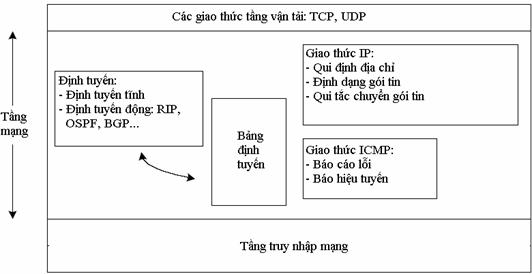 Các giao thức tầng vận tải: TCP, UDP
Tầng
mạng
Định tuyến:
- Định tuyến tĩnh
- Định tuyến động: RIP,
OSPF, BGP...
Bảng
định
tuyến
Giao thức IP:
- Qui định địa chỉ
- Định dạng gói tin
- Qui tắc chuyển gói tin
Giao thức ICMP:
- Báo cáo lỗi
- Báo hiệu tuyến
Tầng truy nhập mạng